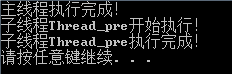 主线程执行完成!
子线程Thread_pre开始执行!
子线程Thread_pre执行完成!
请按任意键继续. . .